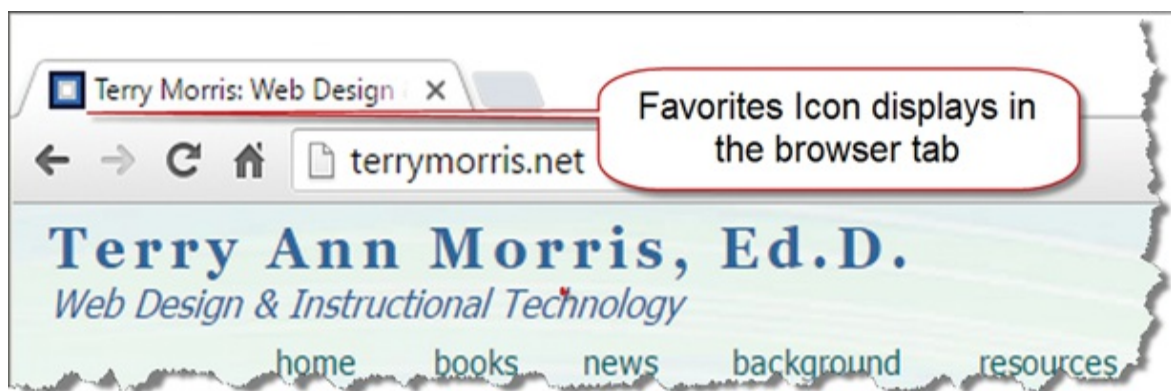 Terry Morris: Web Design
Favorites Icon displays in
the browser tab
terrymorris.net
Terry Ann Morris, Ed.D.
Web Design & Instructional Technology
home books news background resources